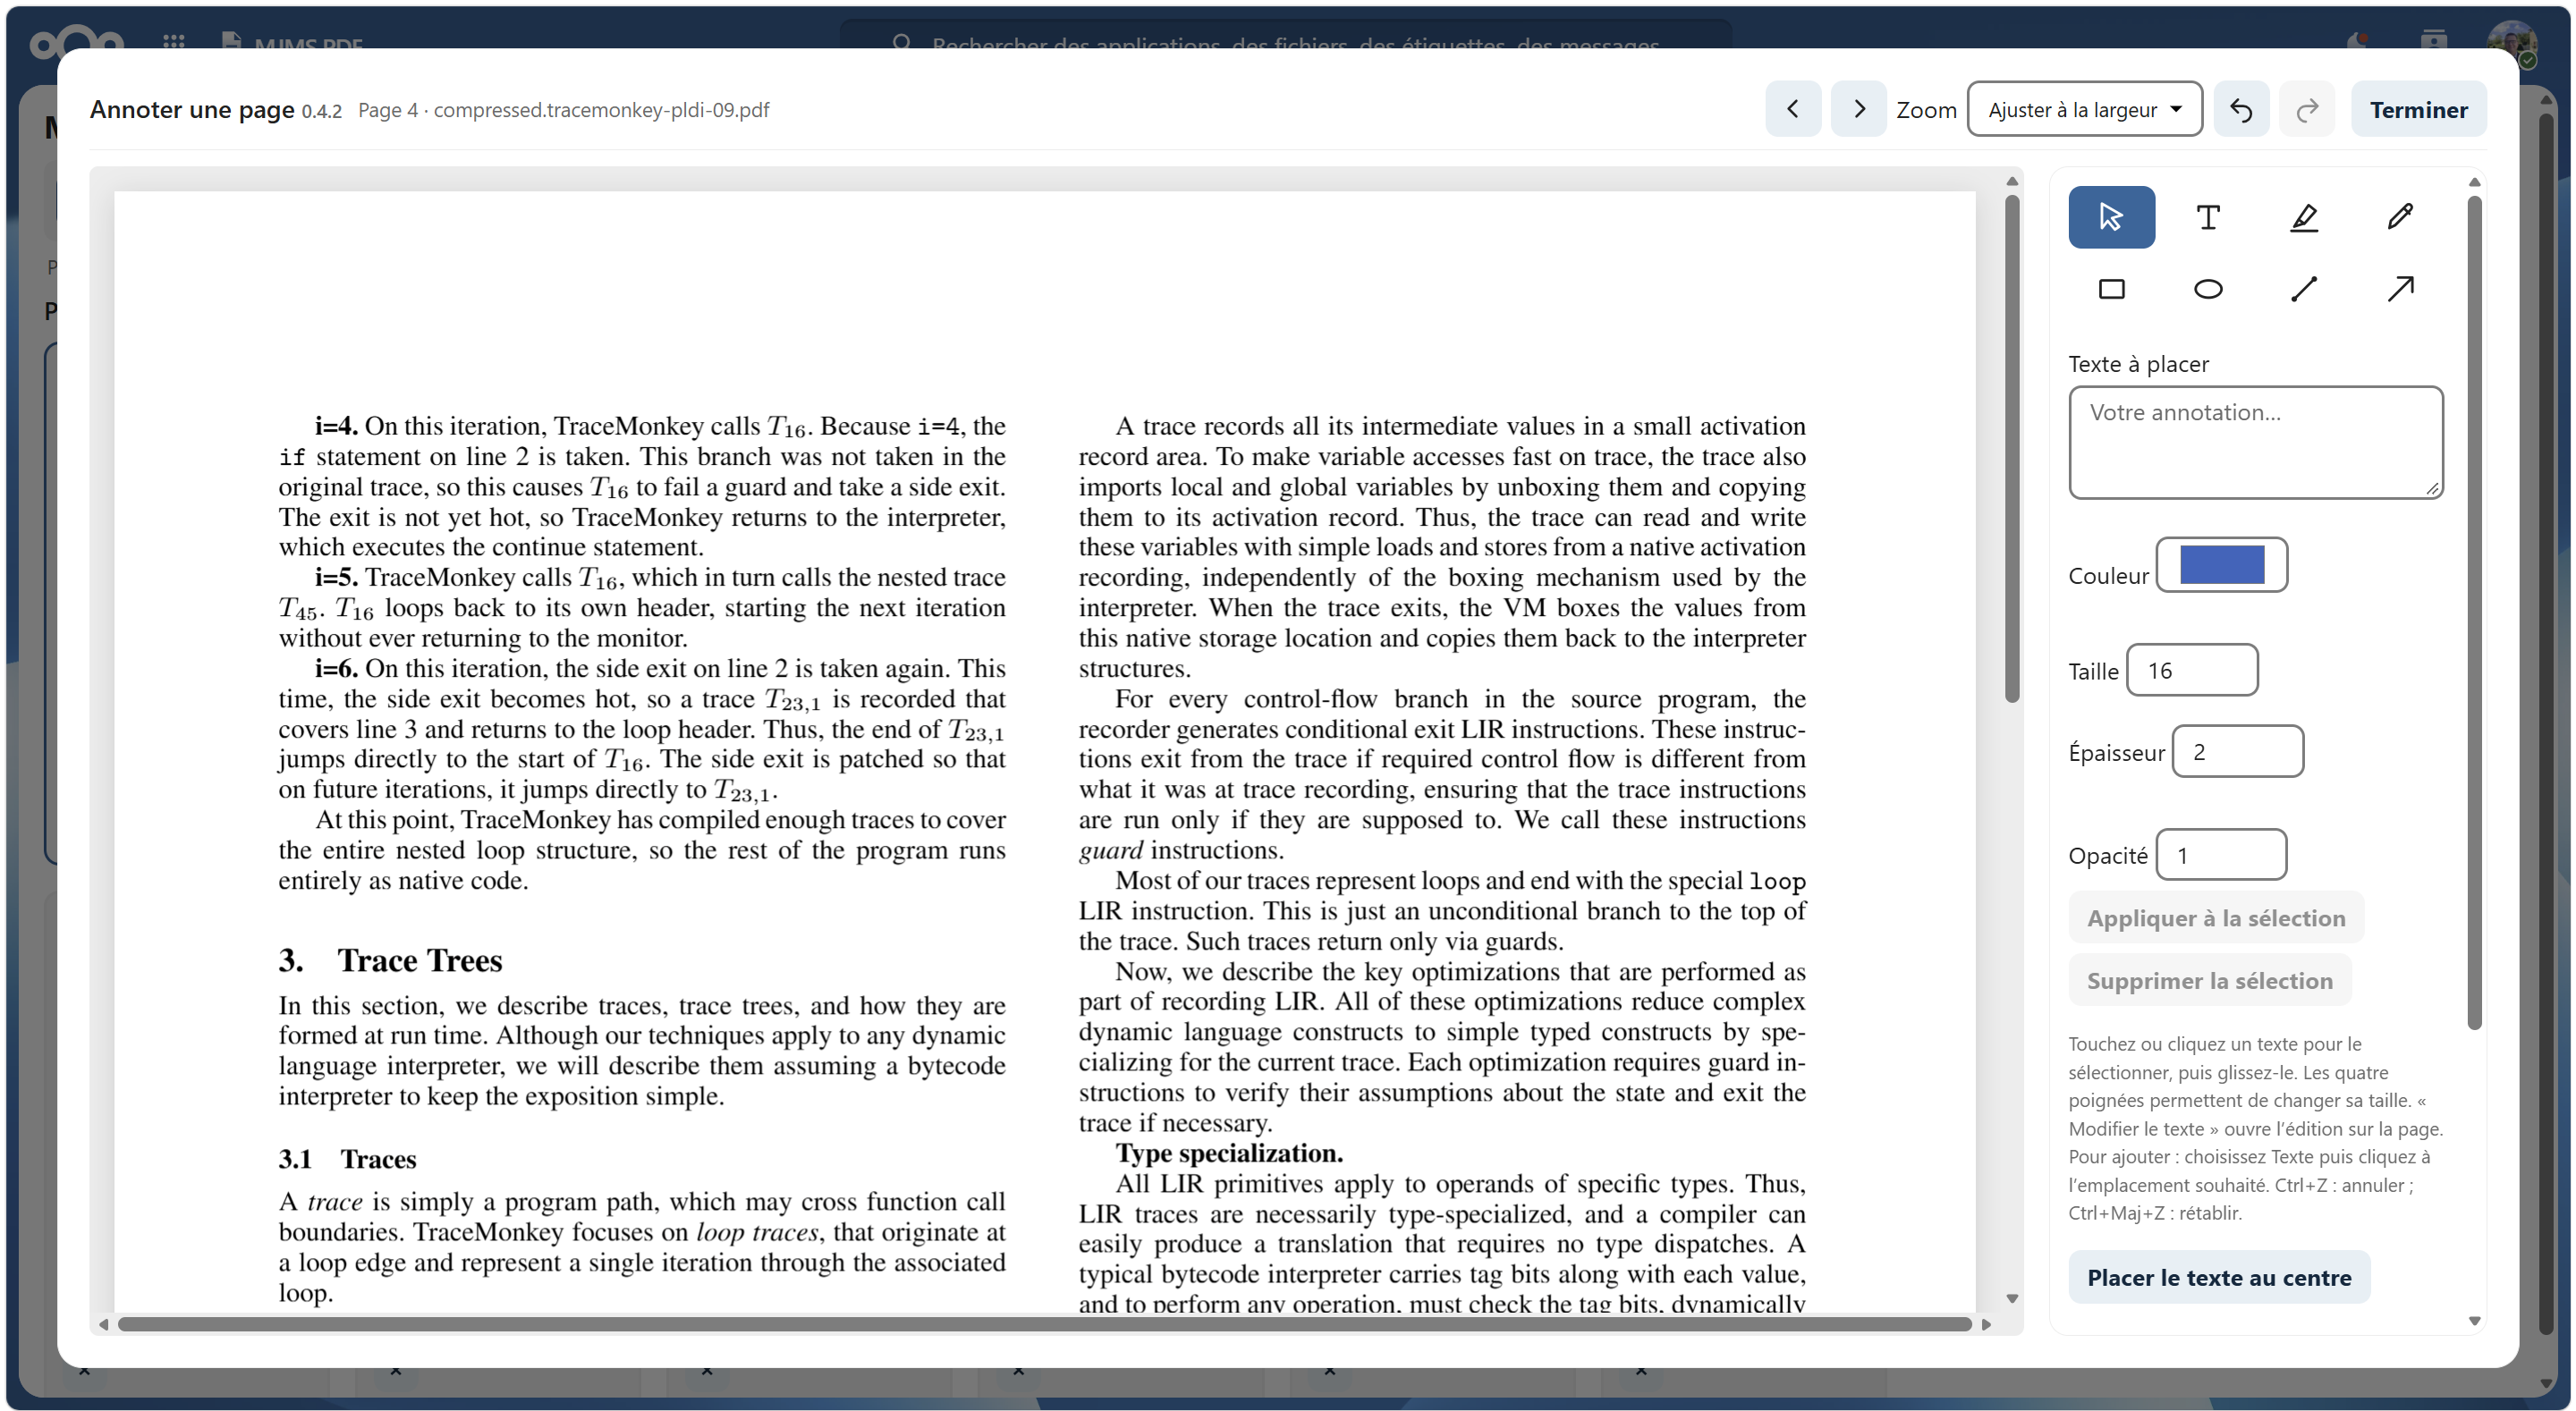 MJMS PDF
Rechercher des applications, des fichiers, des étiquettes, des messages
Annoter une page 0.4.2 Page 4 · compressed.tracemonkey-pldi-09.pdf
Zoom
Ajuster à la largeur
Terminer
i=4. On this iteration, TraceMonkey calls T16. Because i=4, the
if statement on line 2 is taken. This branch was not taken in the
original trace, so this causes T16 to fail a guard and take a side exit.
The exit is not yet hot, so TraceMonkey returns to the interpreter,
which executes the continue statement.
i=5. TraceMonkey calls T16, which in turn calls the nested trace
T45. T16 loops back to its own header, starting the next iteration
without ever returning to the monitor.
i=6. On this iteration, the side exit on line 2 is taken again. This
time, the side exit becomes hot, so a trace T23,1 is recorded that
covers line 3 and returns to the loop header. Thus, the end of T23,1
jumps directly to the start of T16. The side exit is patched so that
on future iterations, it jumps directly to T23,1.
At this point, TraceMonkey has compiled enough traces to cover
the entire nested loop structure, so the rest of the program runs
entirely as native code.
3. Trace Trees
In this section, we describe traces, trace trees, and how they are
formed at run time. Although our techniques apply to any dynamic
language interpreter, we will describe them assuming a bytecode
interpreter to keep the exposition simple.
3.1 Traces
A trace is simply a program path, which may cross function call
boundaries. TraceMonkey focuses on loop traces, that originate at
a loop edge and represent a single iteration through the associated
loop.
A trace records all its intermediate values in a small activation
record area. To make variable accesses fast on trace, the trace also
imports local and global variables by unboxing them and copying
them to its activation record. Thus, the trace can read and write
these variables with simple loads and stores from a native activation
recording, independently of the boxing mechanism used by the
interpreter. When the trace exits, the VM boxes the values from
this native storage location and copies them back to the interpreter
structures.
For every control-flow branch in the source program, the
recorder generates conditional exit LIR instructions. These instruc-
tions exit from the trace if required control flow is different from
what it was at trace recording, ensuring that the trace instructions
are run only if they are supposed to. We call these instructions
guard instructions.
Most of our traces represent loops and end with the special loop
LIR instruction. This is just an unconditional branch to the top of
the trace. Such traces return only via guards.
Now, we describe the key optimizations that are performed as
part of recording LIR. All of these optimizations reduce complex
dynamic language constructs to simple typed constructs by spe-
cializing for the current trace. Each optimization requires guard in-
structions to verify their assumptions about the state and exit the
trace if necessary.
Type specialization.
All LIR primitives apply to operands of specific types. Thus,
LIR traces are necessarily type-specialized, and a compiler can
easily produce a translation that requires no type dispatches. A
typical bytecode interpreter carries tag bits along with each value,
and to perform any operation, must check the tag bits, dynamically
Texte à placer
Votre annotation...
Couleur
Taille 16
Épaisseur 2
Opacité 1
Appliquer à la sélection
Supprimer la sélection
Touchez ou cliquez un texte pour le
sélectionner, puis glissez-le. Les quatre
poignées permettent de changer sa taille. «
Modifier le texte » ouvre l'édition sur la page.
Pour ajouter : choisissez Texte puis cliquez à
l'emplacement souhaité. Ctrl+Z : annuler ;
Ctrl+Maj+Z : rétablir.
Placer le texte au centre